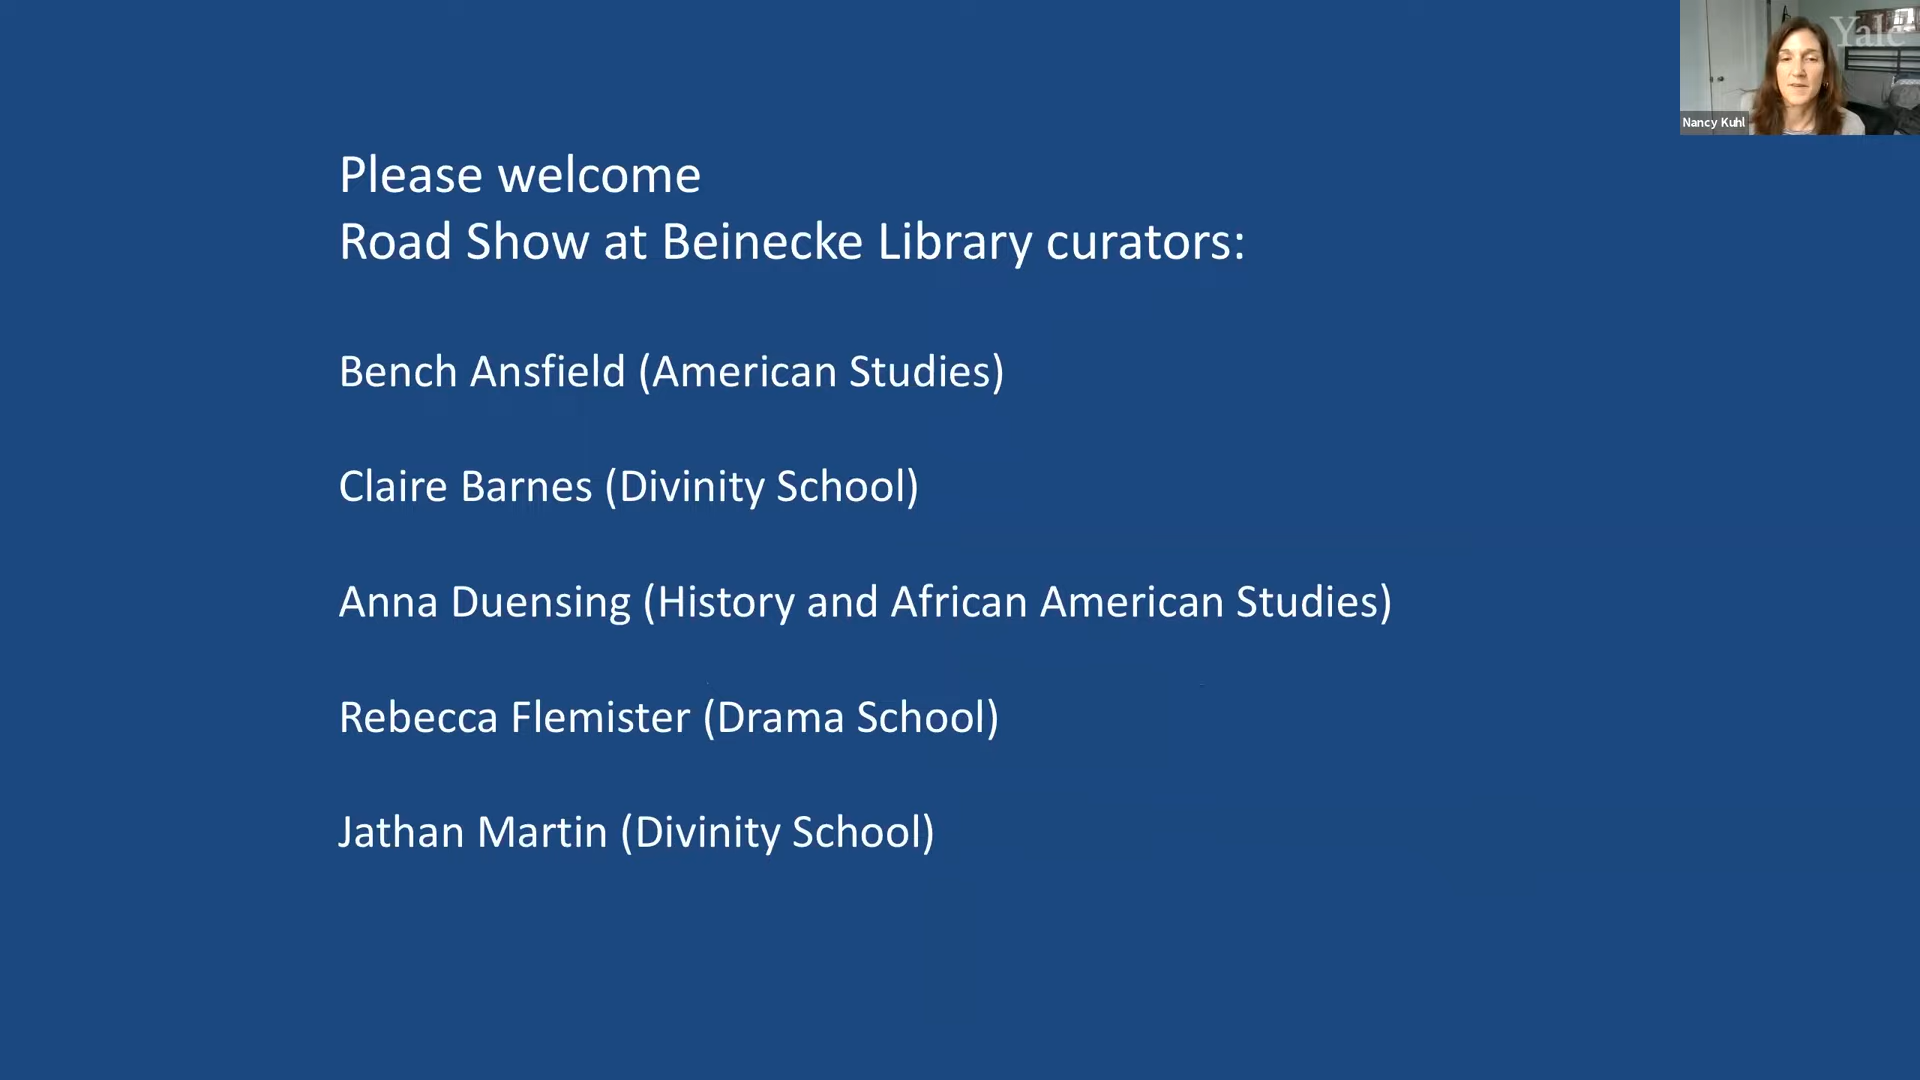 Yale
Nancy Kuhl
Please welcome
Road Show at Beinecke Library curators:
Bench Ansfield (American Studies)
Claire Barnes (Divinity School)
Anna Duensing (History and African American Studies)
Rebecca Flemister (Drama School)
Jathan Martin (Divinity School)